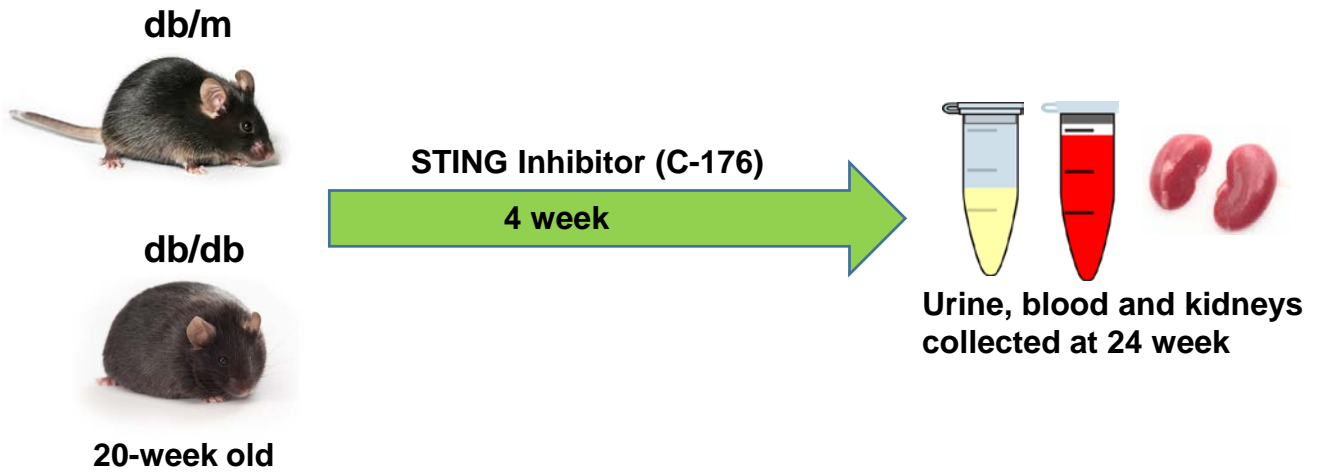 db/m
db/db
20-week old
STING Inhibitor (C-176)
4 week
Urine, blood and kidneys
collected at 24 week